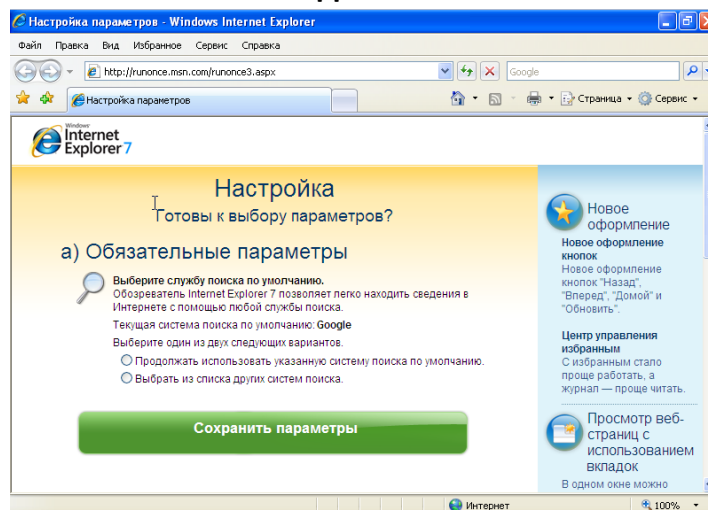 Настройка параметров - Windows Internet Explorer
Файл Правка Вид Избранное Сервис Справка
http://runonce.msn.com/runonce3.aspx
Google
Настройка параметров
Страница
Сервис
Windows
Internet
Explorer 7
Настройка
Готовы к выбору параметров?
а) Обязательные параметры
Выберите службу поиска по умолчанию.
Обозреватель Internet Explorer 7 позволяет легко находить сведения в
Интернете с помощью любой службы поиска.
Текущая система поиска по умолчанию: Google
Выберите один из двух следующих вариантов.
Продолжать использовать указанную систему поиска по умолчанию.
Выбрать из списка других систем поиска.
Сохранить параметры
Новое
оформление
Новое оформление
кнопок
Новое оформление
кнопок "Назад",
"Вперед", "Домой" и
"Обновить".
Центр управления
избранным
С избранным стало
проще работать, а
журнал — проще читать.
Просмотр веб-
страниц с
использованием
вкладок
В одном окне можно
Интернет
100%